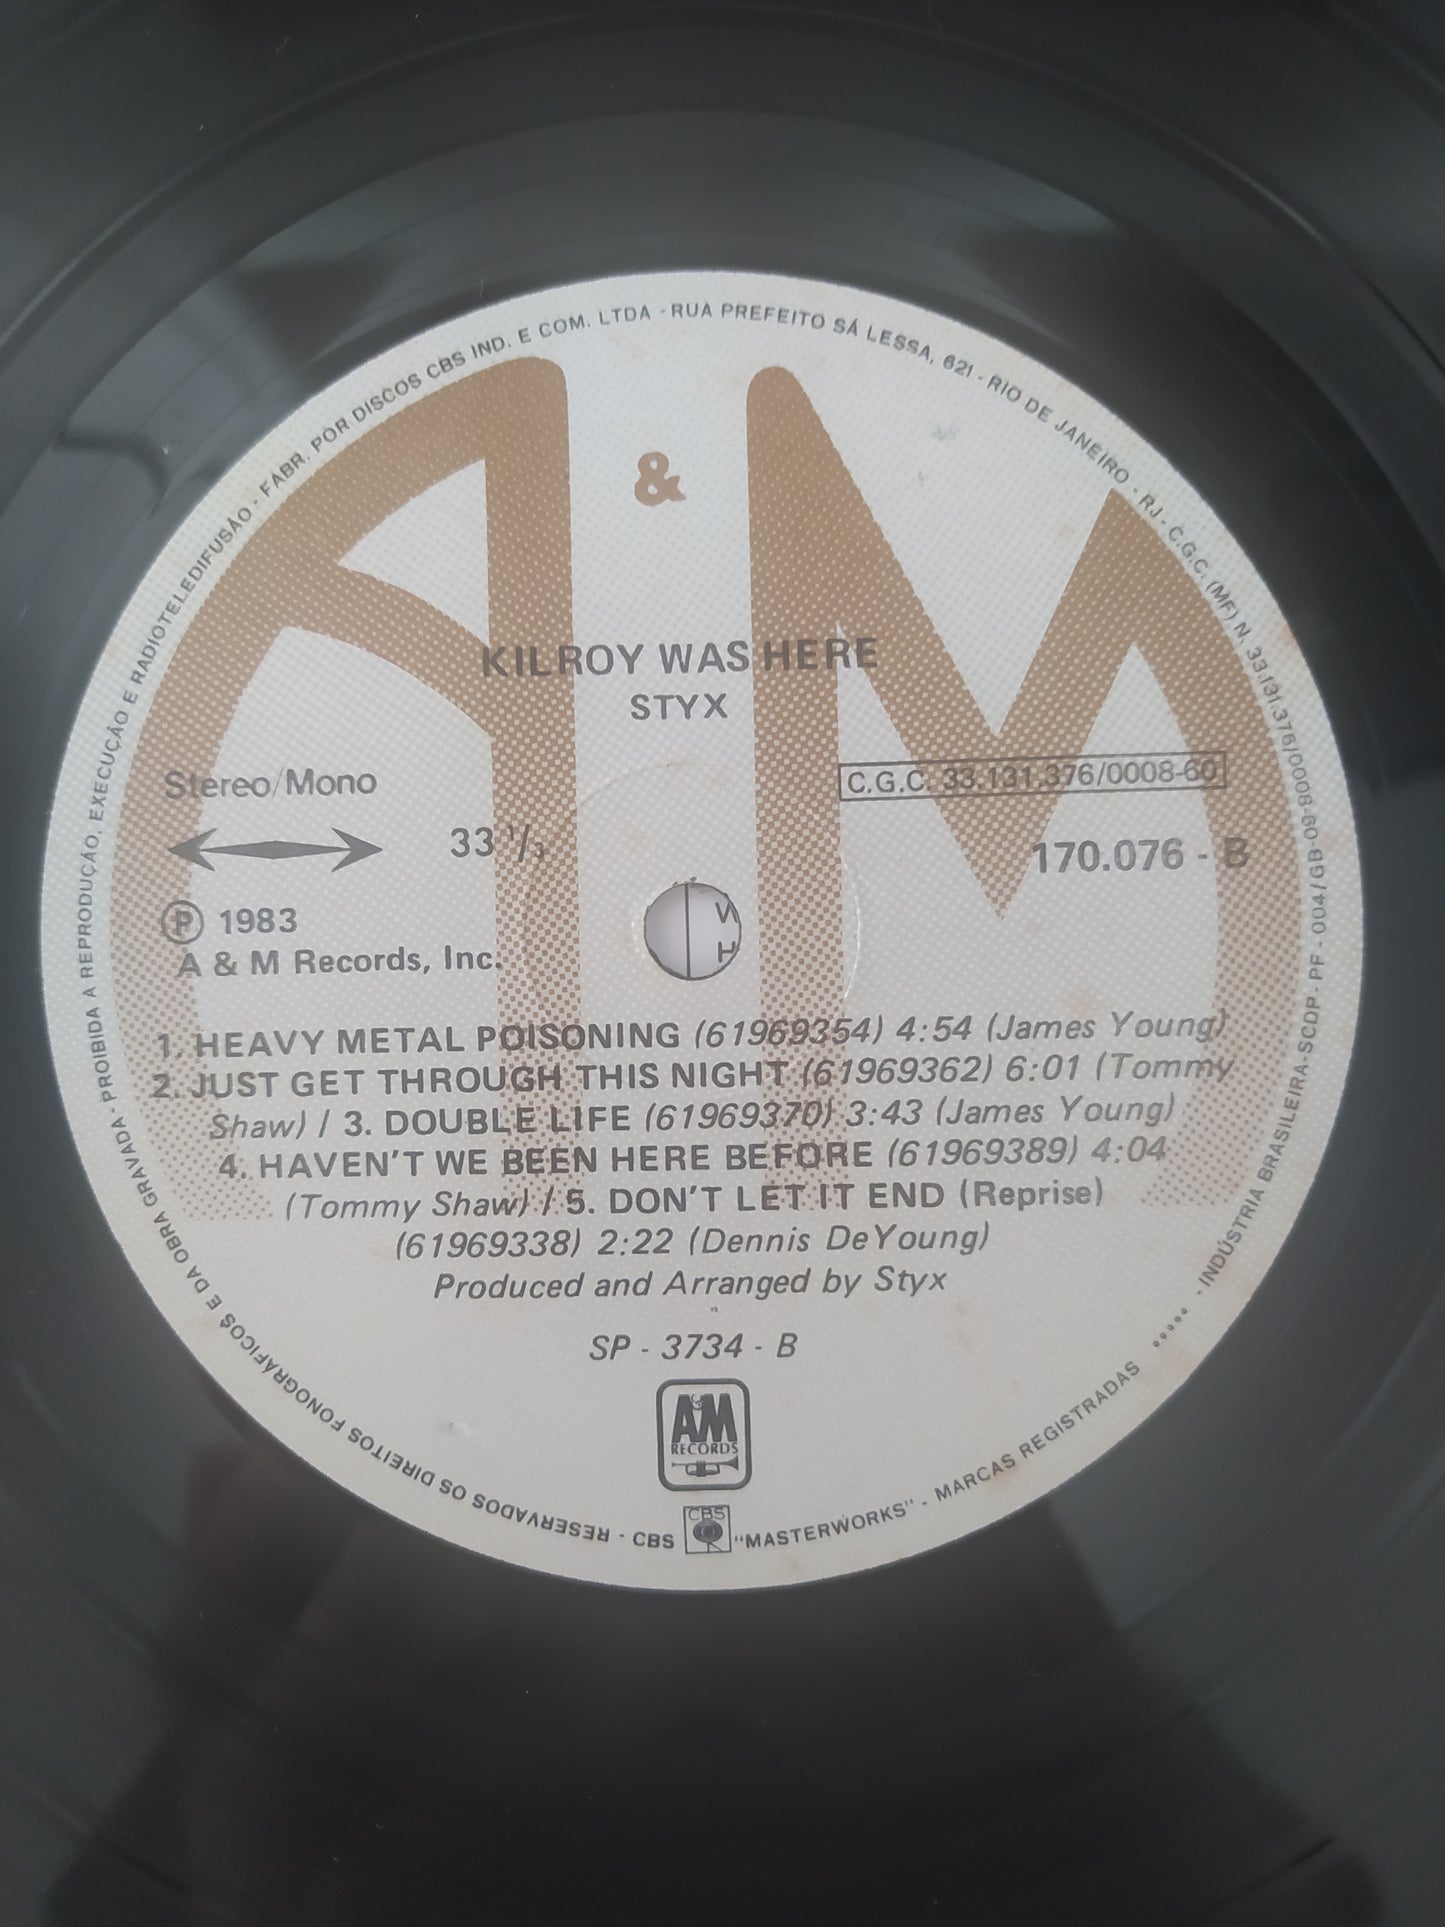 PROIBIDA A REPRODUÇÃO, EXECUÇÃO E RADIOTELEDIFUSÃO - FABR. POR DISCOS CBS IND. E COM. LTDA - RUA PREFEITO SÁ LESSA, 621 - RIO DE JANEIRO - RJ - C.G.C. (MF) N. 33.131.376/0008-60 - PF - 004/GB - SCDP - INDÚSTRIA BRASILEIRA
&
KILROY WAS HERE
STYX
Stereo/Mono
C.G.C. 33.131.376/0008-60
33 1/3
170.076 - B
Ⓟ 1983
A & M Records, Inc.
1. HEAVY METAL POISONING (61969354) 4:54 (James Young)
2. JUST GET THROUGH THIS NIGHT (61969362) 6:01 (Tommy
Shaw) / 3. DOUBLE LIFE (61969370) 3:43 (James Young)
4. HAVEN'T WE BEEN HERE BEFORE (61969389) 4:04
(Tommy Shaw) / 5. DON'T LET IT END (Reprise)
(61969338) 2:22 (Dennis DeYoung)
Produced and Arranged by Styx
SP - 3734 - B
A&M
RECORDS
CBS
RESERVADOS OS DIREITOS FONOGRÁFICOS E DA OBRA GRAVADA - CBS "MASTERWORKS" - MARCAS REGISTRADAS